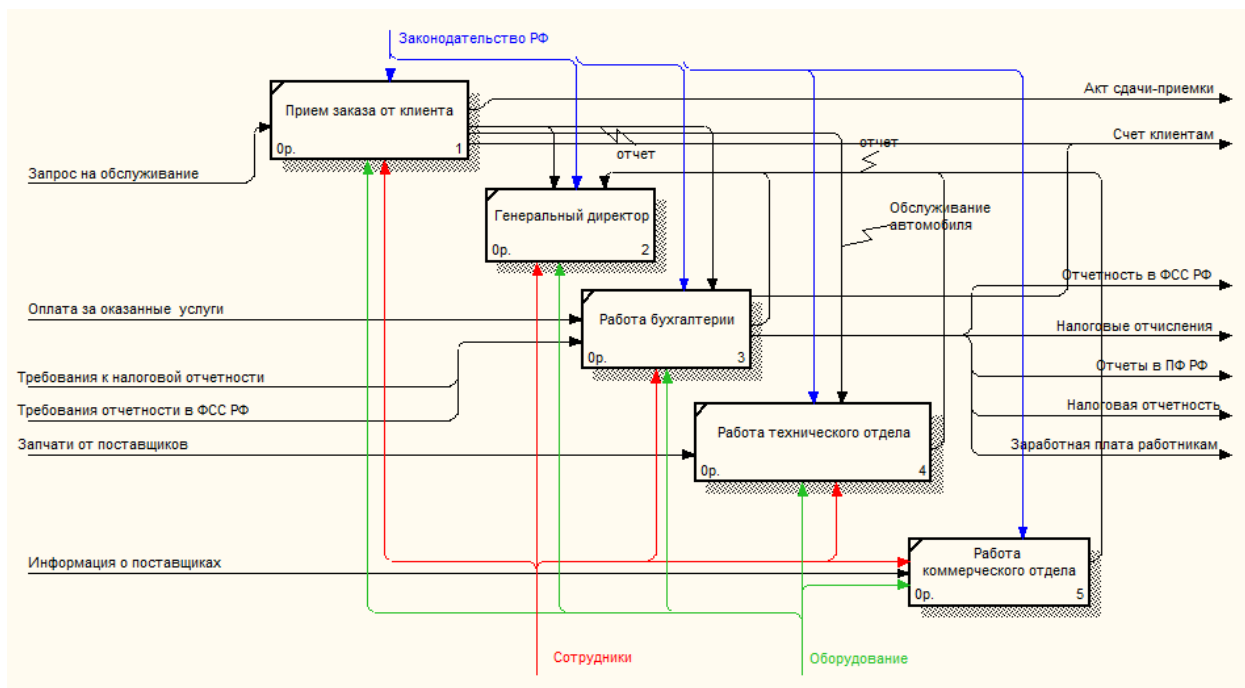 Законодательство РФ
Акт сдачи-приемки
Прием заказа от клиента
0р.
1
Счет клиентам
отчет
отчет
Запрос на обслуживание
Генеральный директор
0р.
2
Обслуживание
автомобиля
Отчетность в ФСС РФ
Оплата за оказанные услуги
Работа бухгалтерии
0р.
3
Налоговые отчисления
Отчеты в ПФ РФ
Требования к налоговой отчетности
Требования отчетности в ФСС РФ
Налоговая отчетность
Запчати от поставщиков
Работа технического отдела
0р.
4
Заработная плата работникам
Информация о поставщиках
Работа
коммерческого отдела
0р.
5
Сотрудники
Оборудование